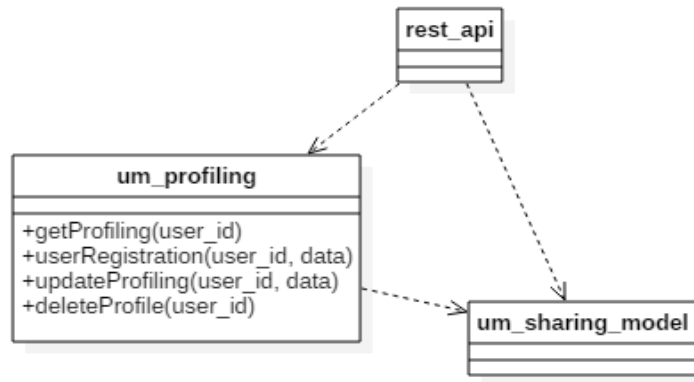 rest_api
um_profiling
+getProfiling(user_id)
+userRegistration(user_id, data)
+updateProfiling(user_id, data)
+deleteProfile(user_id)
um_sharing_model